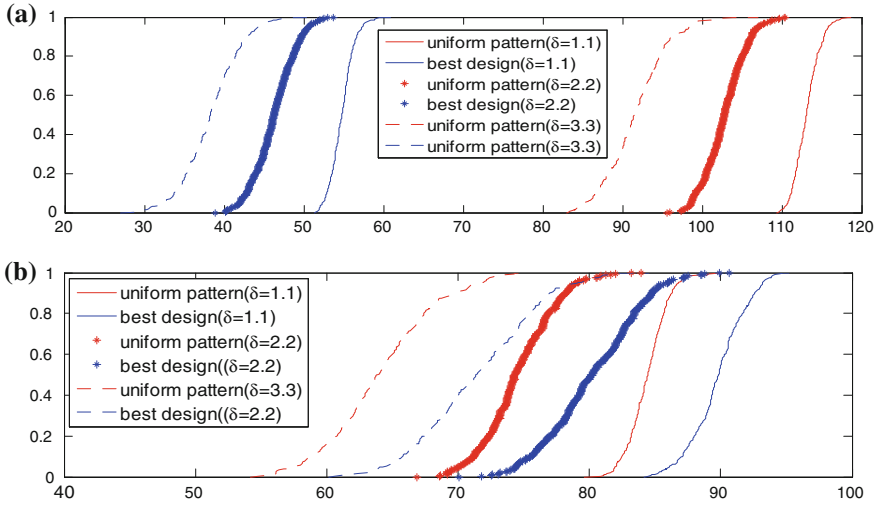 (a)
1
0.8
0.6
0.4
0.2
0
uniform pattern(δ=1.1)
best design(δ=1.1)
uniform pattern(δ=2.2)
best design(δ=2.2)
uniform pattern(δ=3.3)
uniform pattern(δ=3.3)
20 30 40 50 60 70 80 90 100 110 120
(b)
1
0.8
0.6
0.4
0.2
0
uniform pattern(δ=1.1)
best design(δ=1.1)
uniform pattern(δ=2.2)
best design((δ=2.2)
uniform pattern(δ=3.3)
best design((δ=2.2)
40 50 60 70 80 90 100